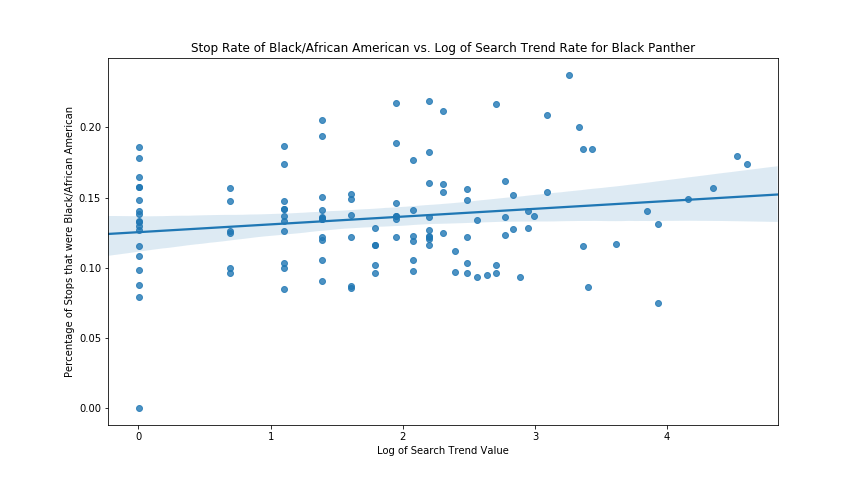 Stop Rate of Black/African American vs. Log of Search Trend Rate for Black Panther
Percentage of Stops that were Black/African American
0.20
0.15
0.10
0.05
0.00
0 1 2 3 4
Log of Search Trend Value